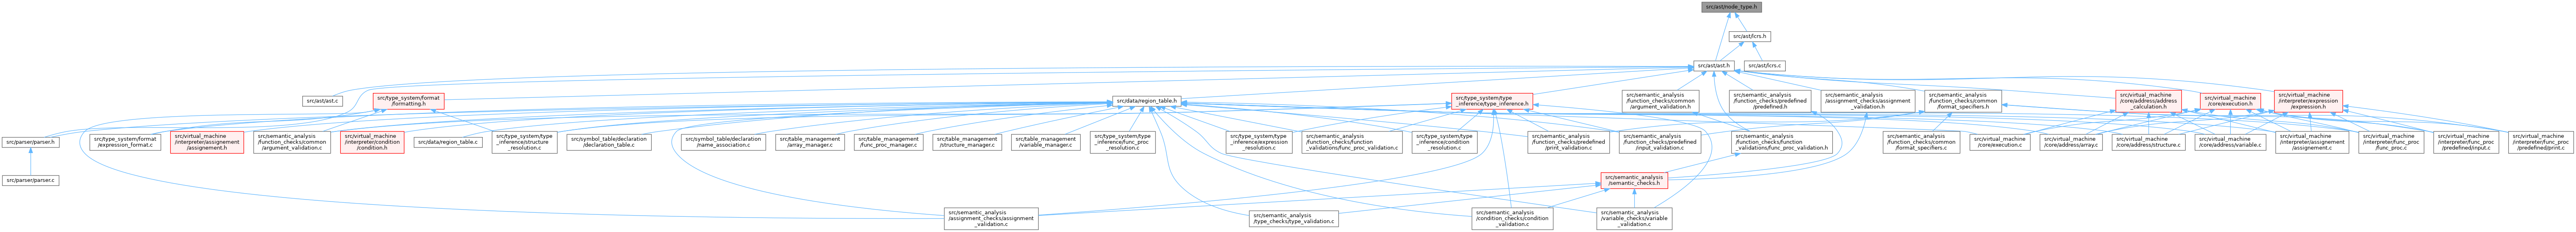 src/ast/node_type.h
src/ast/lcrs.h
src/ast/ast.h
src/ast/lcrs.c
src/ast/ast.c
src/type_system/format
/formatting.h
src/data/region_table.h
src/type_system/type
_inference/type_inference.h
src/semantic_analysis
/function_checks/common
/argument_validation.h
src/semantic_analysis
/function_checks/predefined
/predefined.h
src/semantic_analysis
/assignment_checks/assignment
_validation.h
src/semantic_analysis
/function_checks/common
/format_specifiers.h
src/virtual_machine
/core/address/address
_calculation.h
src/virtual_machine
/core/execution.h
src/virtual_machine
/interpreter/expression
/expression.h
src/parser/parser.h
src/type_system/format
/expression_format.c
src/virtual_machine
/interpreter/assignement
/assignement.h
src/semantic_analysis
/function_checks/common
/argument_validation.c
src/virtual_machine
/interpreter/condition
/condition.h
src/data/region_table.c
src/type_system/type
_inference/structure
_resolution.c
src/symbol_table/declaration
/declaration_table.c
src/symbol_table/declaration
/name_association.c
src/table_management
/array_manager.c
src/table_management
/func_proc_manager.c
src/table_management
/structure_manager.c
src/table_management
/variable_manager.c
src/type_system/type
_inference/func_proc
_resolution.c
src/type_system/type
_inference/expression
_resolution.c
src/semantic_analysis
/function_checks/function
_validations/func_proc_validation.c
src/type_system/type
_inference/condition
_resolution.c
src/semantic_analysis
/function_checks/predefined
/print_validation.c
src/semantic_analysis
/function_checks/predefined
/input_validation.c
src/semantic_analysis
/function_checks/function
_validations/func_proc_validation.h
src/semantic_analysis
/function_checks/common
/format_specifiers.c
src/virtual_machine
/core/execution.c
src/virtual_machine
/core/address/array.c
src/virtual_machine
/core/address/structure.c
src/virtual_machine
/core/address/variable.c
src/virtual_machine
/interpreter/assignement
/assignement.c
src/virtual_machine
/interpreter/func_proc
/func_proc.c
src/virtual_machine
/interpreter/func_proc
/predefined/input.c
src/virtual_machine
/interpreter/func_proc
/predefined/print.c
src/parser/parser.c
src/semantic_analysis
/semantic_checks.h
src/semantic_analysis
/assignment_checks/assignment
_validation.c
src/semantic_analysis
/type_checks/type_validation.c
src/semantic_analysis
/condition_checks/condition
_validation.c
src/semantic_analysis
/variable_checks/variable
_validation.c